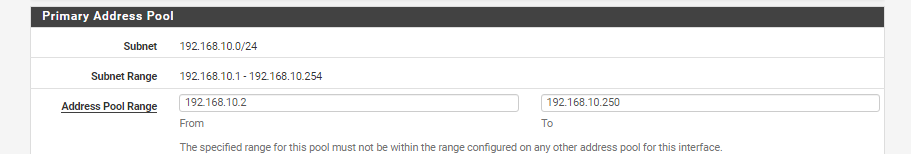 Primary Address Pool
Subnet 192.168.10.0/24
Subnet Range 192.168.10.1 - 192.168.10.254
Address Pool Range 192.168.10.2 192.168.10.250
From To
The specified range for this pool must not be within the range configured on any other address pool for this interface.